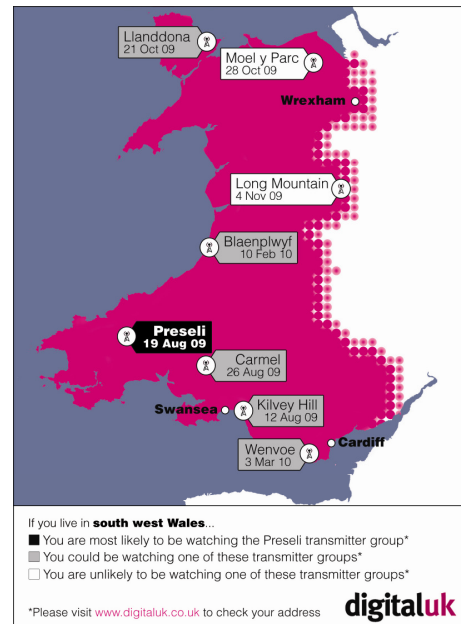 Llanddona
21 Oct 09
Moel y Parc
28 Oct 09
Wrexham
Long Mountain
4 Nov 09
Blaenplwyf
10 Feb 10
Preseli
19 Aug 09
Carmel
26 Aug 09
Swansea
Kilvey Hill
12 Aug 09
Cardiff
Wenvoe
3 Mar 10
If you live in south west Wales...
You are most likely to be watching the Preseli transmitter group*
You could be watching one of these transmitter groups*
You are unlikely to be watching one of these transmitter groups*
*Please visit www.digitaluk.co.uk to check your address
digitaluk